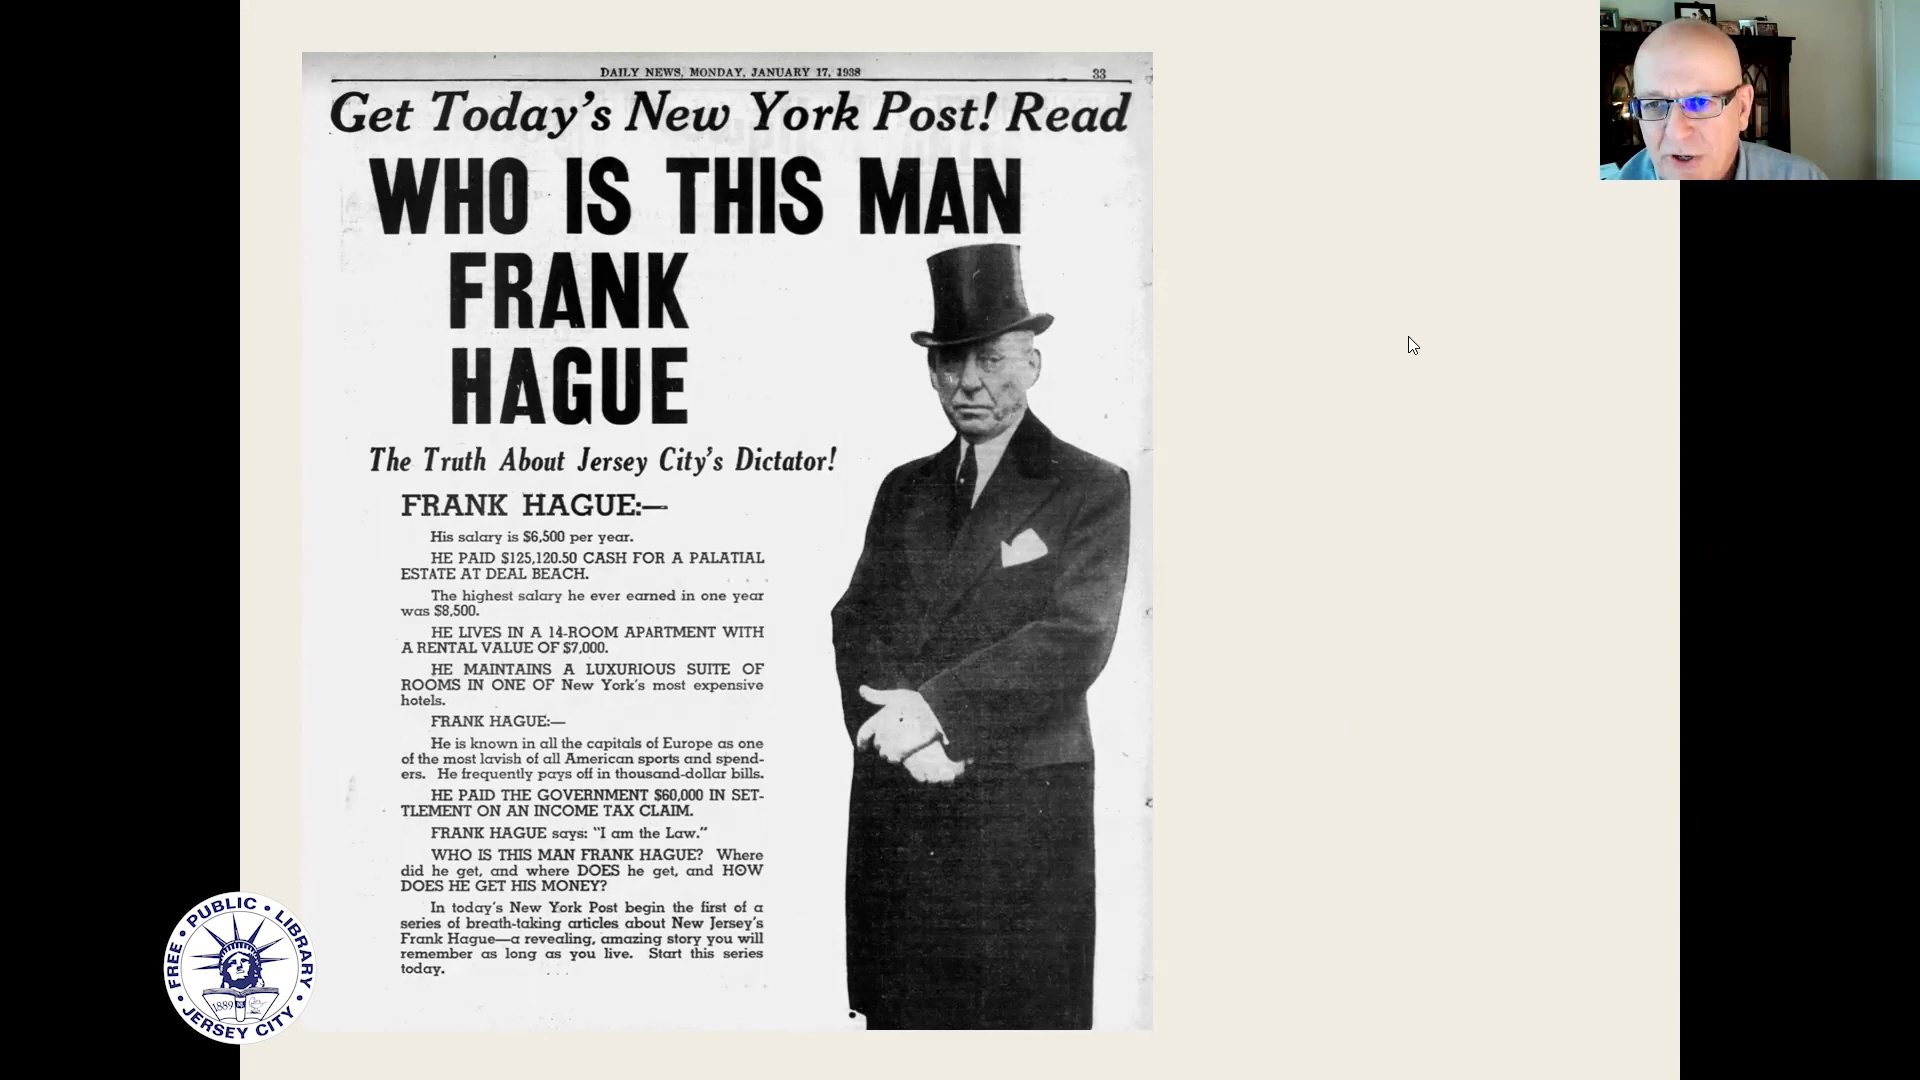 DAILY NEWS, MONDAY, JANUARY 17, 1938 33
Get Today's New York Post! Read
WHO IS THIS MAN
FRANK
HAGUE
The Truth About Jersey City's Dictator!
FRANK HAGUE:—
His salary is $6,500 per year.
HE PAID $125,120.50 CASH FOR A PALATIAL
ESTATE AT DEAL BEACH.
The highest salary he ever earned in one year
was $8,500.
HE LIVES IN A 14-ROOM APARTMENT WITH
A RENTAL VALUE OF $7,000.
HE MAINTAINS A LUXURIOUS SUITE OF
ROOMS IN ONE OF New York's most expensive
hotels.
FRANK HAGUE:—
He is known in all the capitals of Europe as one
of the most lavish of all American sports and spend-
ers. He frequently pays off in thousand-dollar bills.
HE PAID THE GOVERNMENT $60,000 IN SET-
TLEMENT ON AN INCOME TAX CLAIM.
FRANK HAGUE says: "I am the Law."
WHO IS THIS MAN FRANK HAGUE? Where
did he get, and where DOES he get, and HOW
DOES HE GET HIS MONEY?
In today's New York Post begin the first of a
series of breath-taking articles about New Jersey's
Frank Hague—a revealing, amazing story you will
remember as long as you live. Start this series
today.
FREE • PUBLIC • LIBRARY
1889
JERSEY CITY